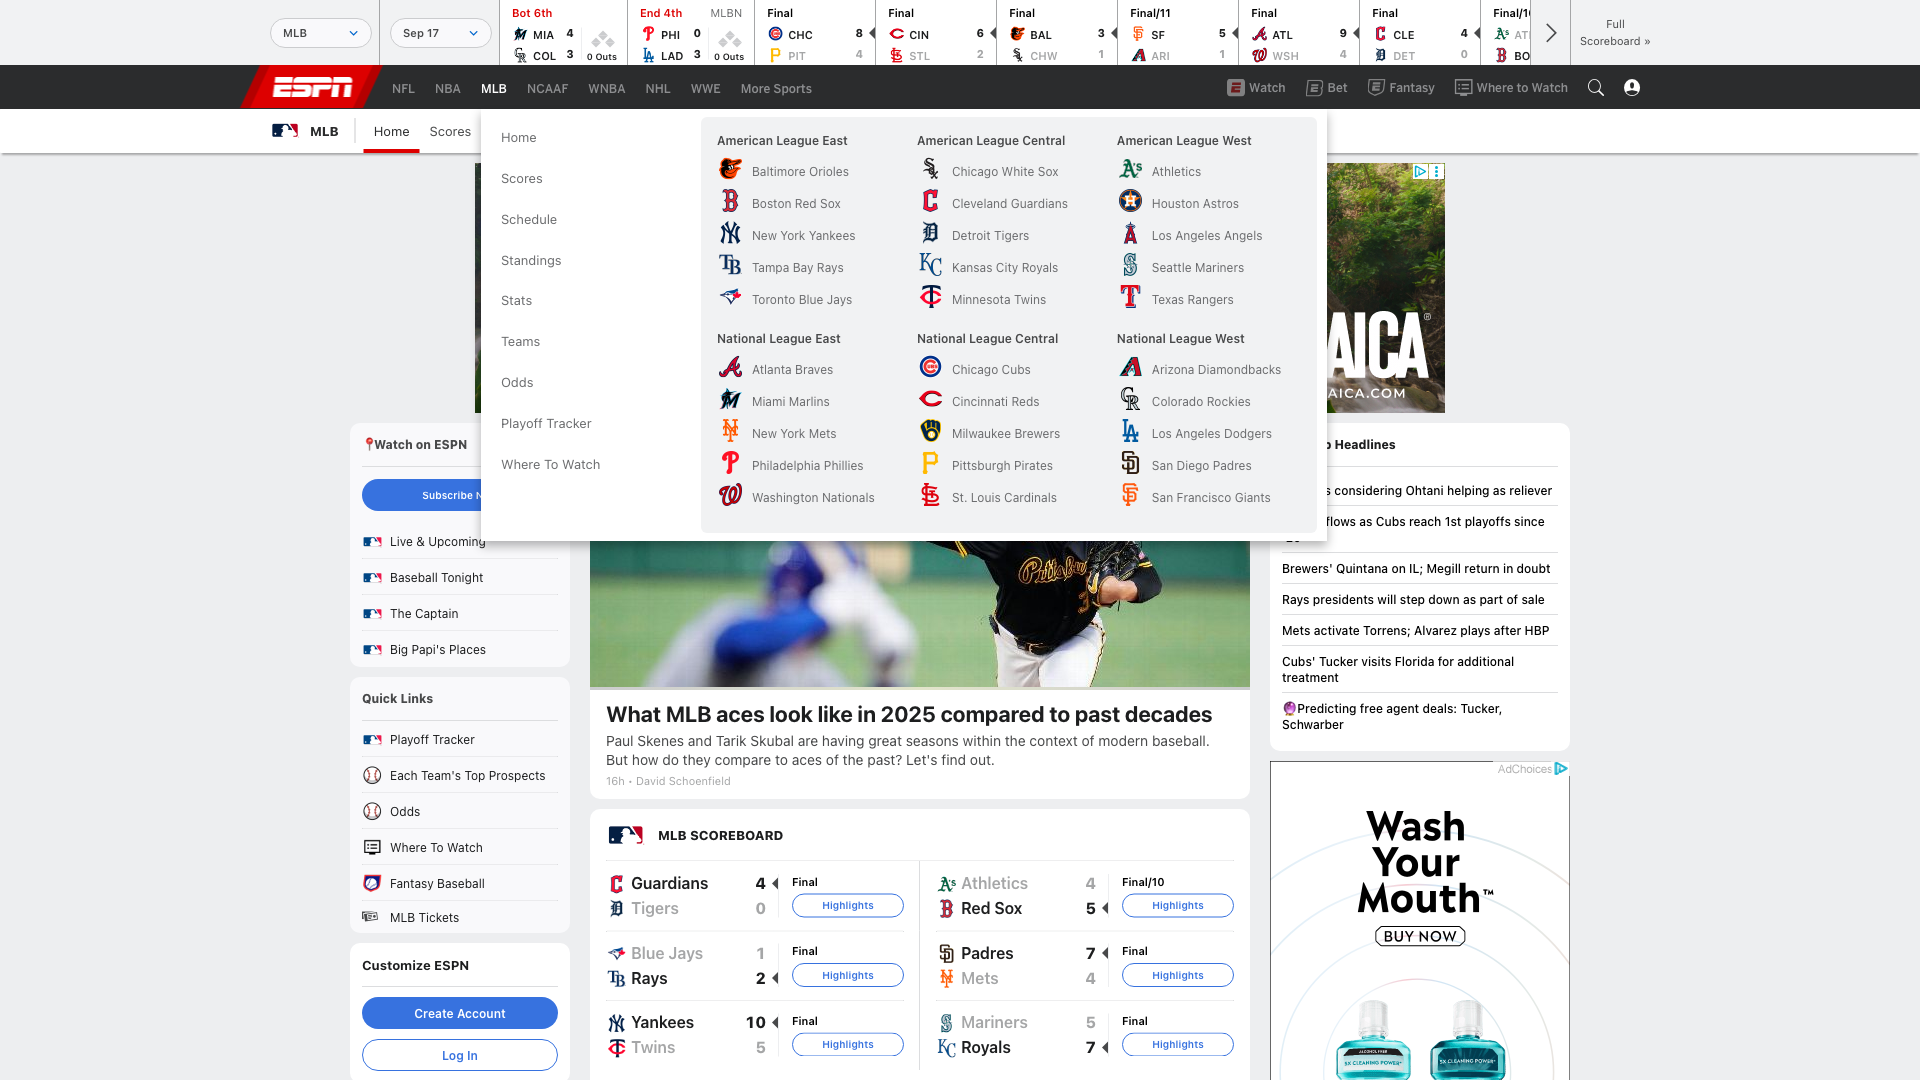 MLB
Sep 17
Bot 6th
MIA 4
COL 3
0 Outs
End 4th MLBN
PHI 0
LAD 3
0 Outs
Final
CHC 8
PIT 4
Final
CIN 6
STL 2
Final
BAL 3
CHW 1
Final/11
SF 5
ARI 1
Final
ATL 9
WSH 4
Final
CLE 4
DET 0
Final/1
AT
BO
Full
Scoreboard »
ESPN NFL NBA MLB NCAAF WNBA NHL WWE More Sports Watch Bet Fantasy Where to Watch
MLB Home Scores
Home
Scores
Schedule
Standings
Stats
Teams
Odds
Playoff Tracker
Where To Watch
American League East
Baltimore Orioles
Boston Red Sox
New York Yankees
Tampa Bay Rays
Toronto Blue Jays
American League Central
Chicago White Sox
Cleveland Guardians
Detroit Tigers
Kansas City Royals
Minnesota Twins
American League West
Athletics
Houston Astros
Los Angeles Angels
Seattle Mariners
Texas Rangers
National League East
Atlanta Braves
Miami Marlins
New York Mets
Philadelphia Phillies
Washington Nationals
National League Central
Chicago Cubs
Cincinnati Reds
Milwaukee Brewers
Pittsburgh Pirates
St. Louis Cardinals
National League West
Arizona Diamondbacks
Colorado Rockies
Los Angeles Dodgers
San Diego Padres
San Francisco Giants
AICA®
AICA.COM
Watch on ESPN
Subscribe N
Live & Upcoming
Baseball Tonight
The Captain
Big Papi's Places
Quick Links
Playoff Tracker
Each Team's Top Prospects
Odds
Where To Watch
Fantasy Baseball
MLB Tickets
Customize ESPN
Create Account
Log In
Pittsbu
What MLB aces look like in 2025 compared to past decades
Paul Skenes and Tarik Skubal are having great seasons within the context of modern baseball.
But how do they compare to aces of the past? Let's find out.
16h • David Schoenfield
MLB SCOREBOARD
Guardians 4 Final
Tigers 0 Highlights
Athletics 4 Final/10
Red Sox 5 Highlights
Blue Jays 1 Final
Rays 2 Highlights
Padres 7 Final
Mets 4 Highlights
Yankees 10 Final
Twins 5 Highlights
Mariners 5 Final
Royals 7 Highlights
Headlines
s considering Ohtani helping as reliever
flows as Cubs reach 1st playoffs since
Brewers' Quintana on IL; Megill return in doubt
Rays presidents will step down as part of sale
Mets activate Torrens; Alvarez plays after HBP
Cubs' Tucker visits Florida for additional
treatment
Predicting free agent deals: Tucker,
Schwarber
AdChoices
Wash
Your
Mouth™
BUY NOW
ALCOHOL FREE
5X CLEANING POWER*
5X CLEANING POWER*